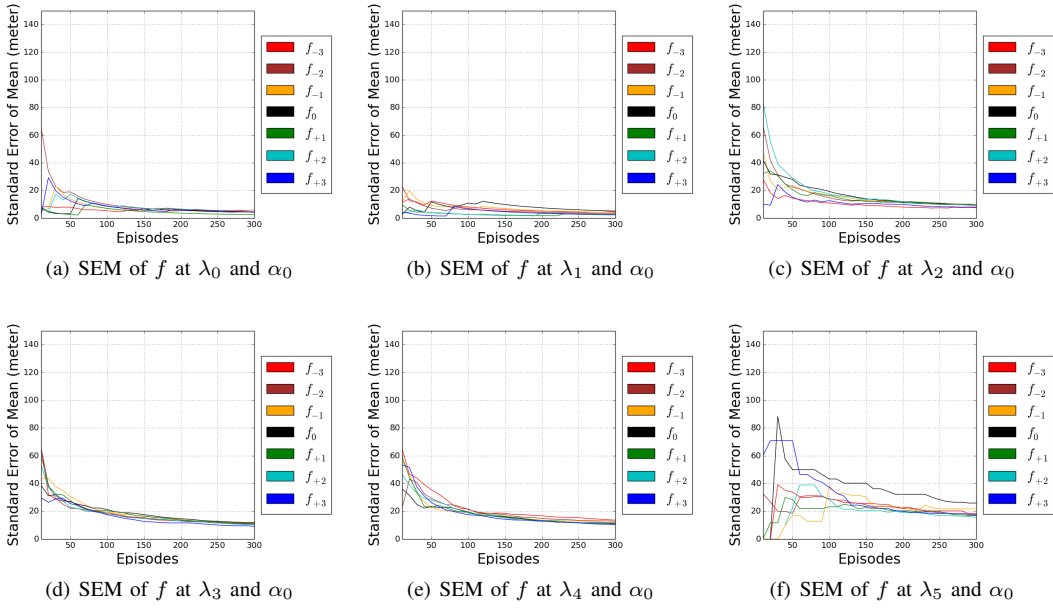 Standard Error of Mean (meter)
140
120
100
80
60
40
20
0
50 100 150 200 250 300
Episodes
f₋₃
f₋₂
f₋₁
f₀
f₊₁
f₊₂
f₊₃
(a) SEM of f at λ₀ and α₀
Standard Error of Mean (meter)
140
120
100
80
60
40
20
0
50 100 150 200 250 300
Episodes
f₋₃
f₋₂
f₋₁
f₀
f₊₁
f₊₂
f₊₃
(b) SEM of f at λ₁ and α₀
Standard Error of Mean (meter)
140
120
100
80
60
40
20
0
50 100 150 200 250 300
Episodes
f₋₃
f₋₂
f₋₁
f₀
f₊₁
f₊₂
f₊₃
(c) SEM of f at λ₂ and α₀
Standard Error of Mean (meter)
140
120
100
80
60
40
20
0
50 100 150 200 250 300
Episodes
f₋₃
f₋₂
f₋₁
f₀
f₊₁
f₊₂
f₊₃
(d) SEM of f at λ₃ and α₀
Standard Error of Mean (meter)
140
120
100
80
60
40
20
0
50 100 150 200 250 300
Episodes
f₋₃
f₋₂
f₋₁
f₀
f₊₁
f₊₂
f₊₃
(e) SEM of f at λ₄ and α₀
Standard Error of Mean (meter)
140
120
100
80
60
40
20
0
50 100 150 200 250 300
Episodes
f₋₃
f₋₂
f₋₁
f₀
f₊₁
f₊₂
f₊₃
(f) SEM of f at λ₅ and α₀